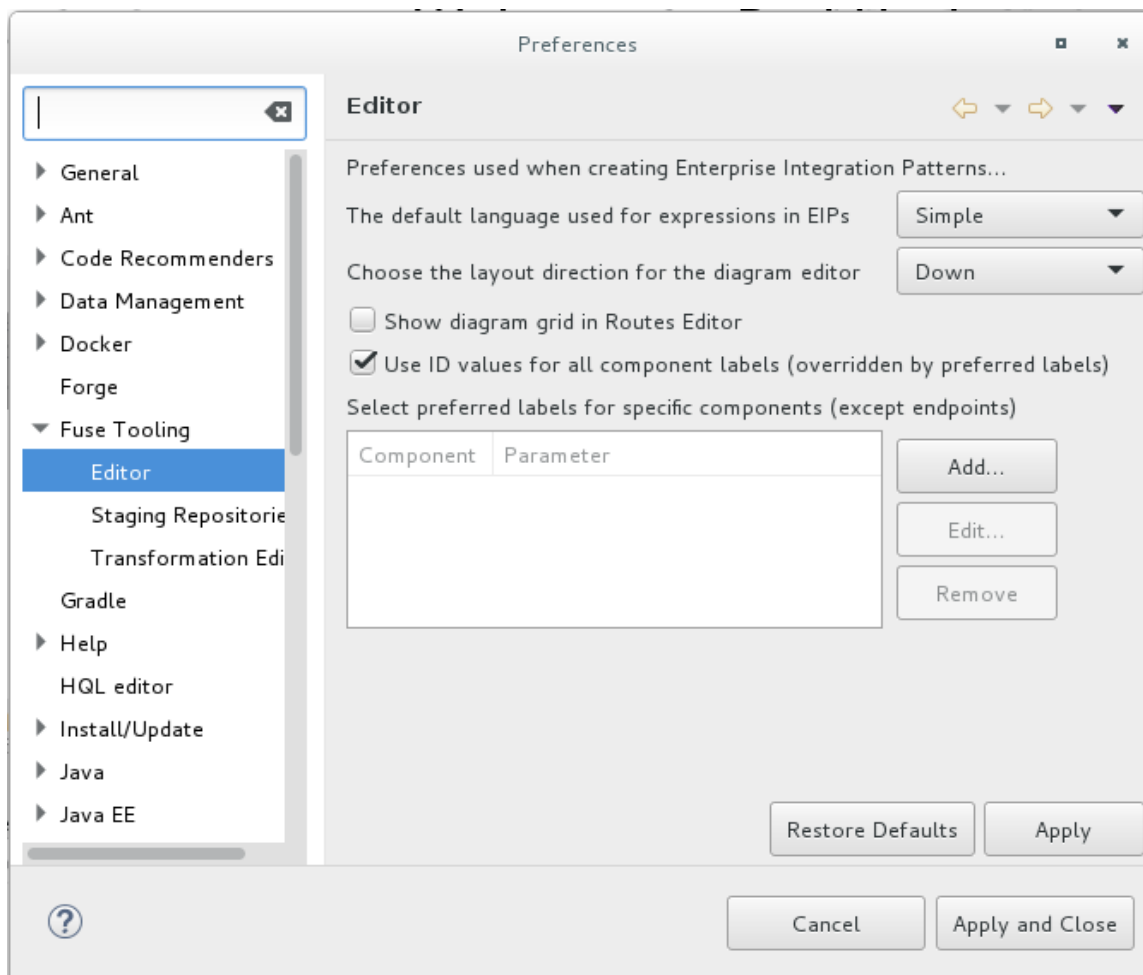 Preferences
General
Ant
Code Recommenders
Data Management
Docker
Forge
Fuse Tooling
Editor
Staging Repositorie
Transformation Edi
Gradle
Help
HQL editor
Install/Update
Java
Java EE
Editor
Preferences used when creating Enterprise Integration Patterns...
The default language used for expressions in EIPs Simple
Choose the layout direction for the diagram editor Down
Show diagram grid in Routes Editor
Use ID values for all component labels (overridden by preferred labels)
Select preferred labels for specific components (except endpoints)
Component Parameter
Add...
Edit...
Remove
Restore Defaults Apply
Cancel Apply and Close